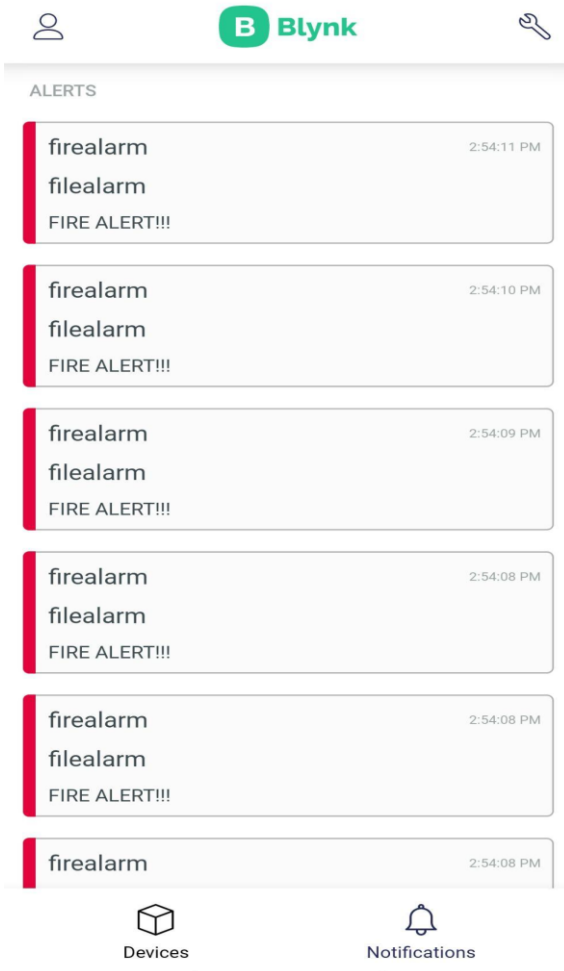 B Blynk
ALERTS
firealarm 2:54:11 PM
filealarm
FIRE ALERT!!!
firealarm 2:54:10 PM
filealarm
FIRE ALERT!!!
firealarm 2:54:09 PM
filealarm
FIRE ALERT!!!
firealarm 2:54:08 PM
filealarm
FIRE ALERT!!!
firealarm 2:54:08 PM
filealarm
FIRE ALERT!!!
firealarm 2:54:08 PM
Devices Notifications